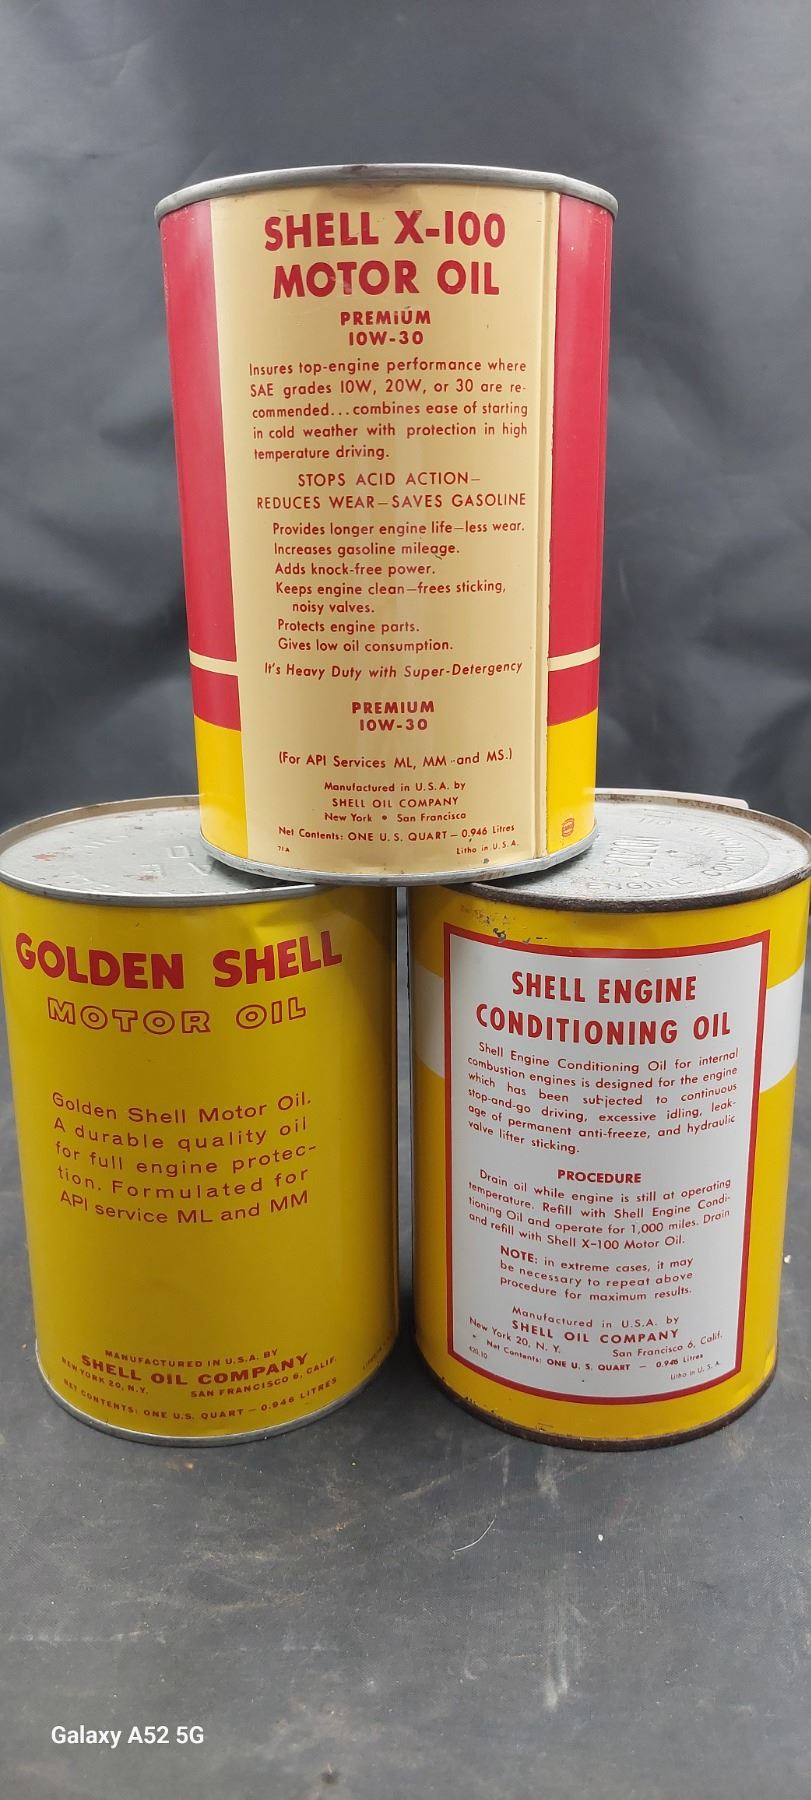 SHELL X-100
MOTOR OIL
PREMIUM
10W-30
Insures top-engine performance where
SAE grades 10W, 20W, or 30 are re-
commended...combines ease of starting
in cold weather with protection in high
temperature driving.
STOPS ACID ACTION—
REDUCES WEAR—SAVES GASOLINE
Provides longer engine life—less wear.
Increases gasoline mileage.
Adds knock-free power.
Keeps engine clean—frees sticking,
noisy valves.
Protects engine parts.
Gives low oil consumption.
It's Heavy Duty with Super-Detergency
PREMIUM
10W-30
(For API Services ML, MM and MS.)
Manufactured in U.S.A. by
SHELL OIL COMPANY
New York • San Francisco
Net Contents: ONE U. S. QUART — 0.946 Litres
71A Litho in U.S.A.
GOLDEN SHELL
MOTOR OIL
Golden Shell Motor Oil.
A durable quality oil
for full engine protec-
tion. Formulated for
API service ML and MM
MANUFACTURED IN U.S.A. BY
SHELL OIL COMPANY
NEW YORK 20, N.Y. SAN FRANCISCO 6, CALIF.
NET CONTENTS: ONE U.S. QUART — 0.946 LITRES
SHELL ENGINE
CONDITIONING OIL
Shell Engine Conditioning Oil for internal
combustion engines is designed for the engine
which has been subjected to continuous
stop-and-go driving, excessive idling, leak-
age of permanent anti-freeze, and hydraulic
valve lifter sticking.
PROCEDURE
Drain oil while engine is still at operating
temperature. Refill with Shell Engine Condi-
tioning Oil and operate for 1,000 miles. Drain
and refill with Shell X-100 Motor Oil.
NOTE: in extreme cases, it may
be necessary to repeat above
procedure for maximum results.
Manufactured in U.S.A. by
SHELL OIL COMPANY
New York 20, N. Y. San Francisco 6, Calif.
Net Contents: ONE U. S. QUART — 0.946 Litres
Litho in U. S. A.
Galaxy A52 5G